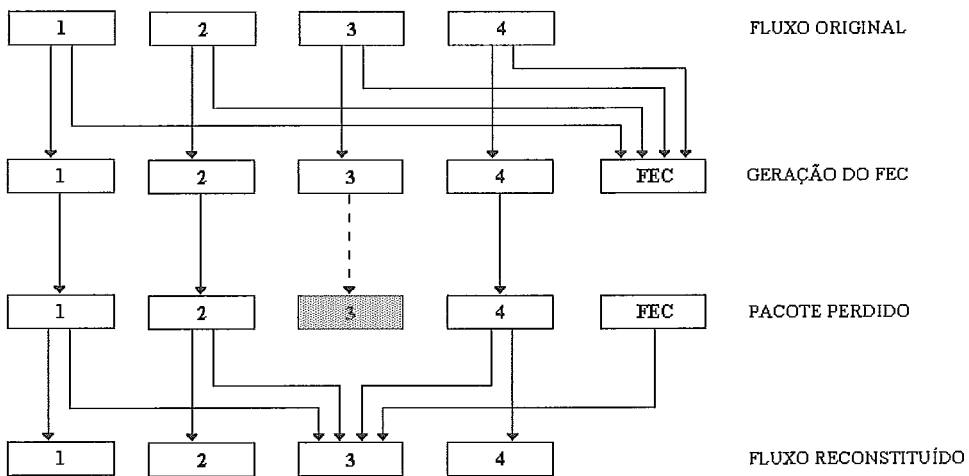 1 2 3 4 FLUXO ORIGINAL
1 2 3 4 FEC GERAÇÃO DO FEC
1 2 3 4 FEC PACOTE PERDIDO
1 2 3 4 FLUXO RECONSTITUÍDO